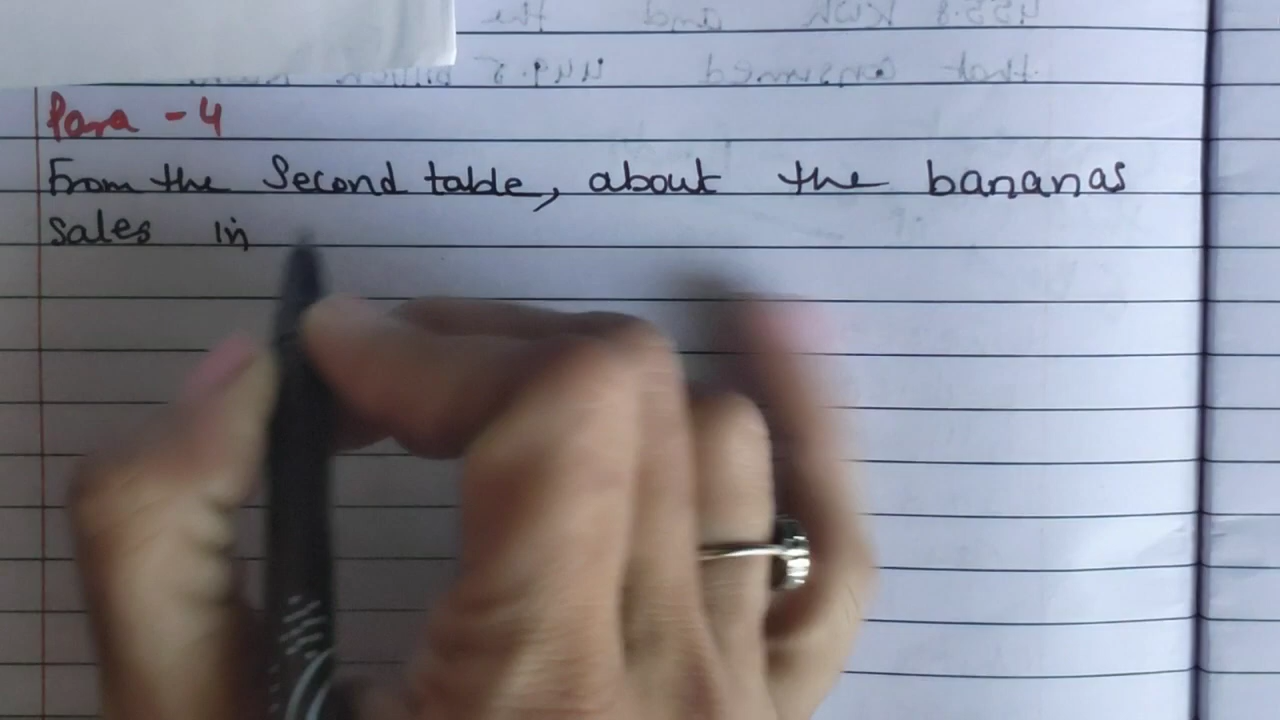 Para - 4
From the Second table, about the bananas
sales in